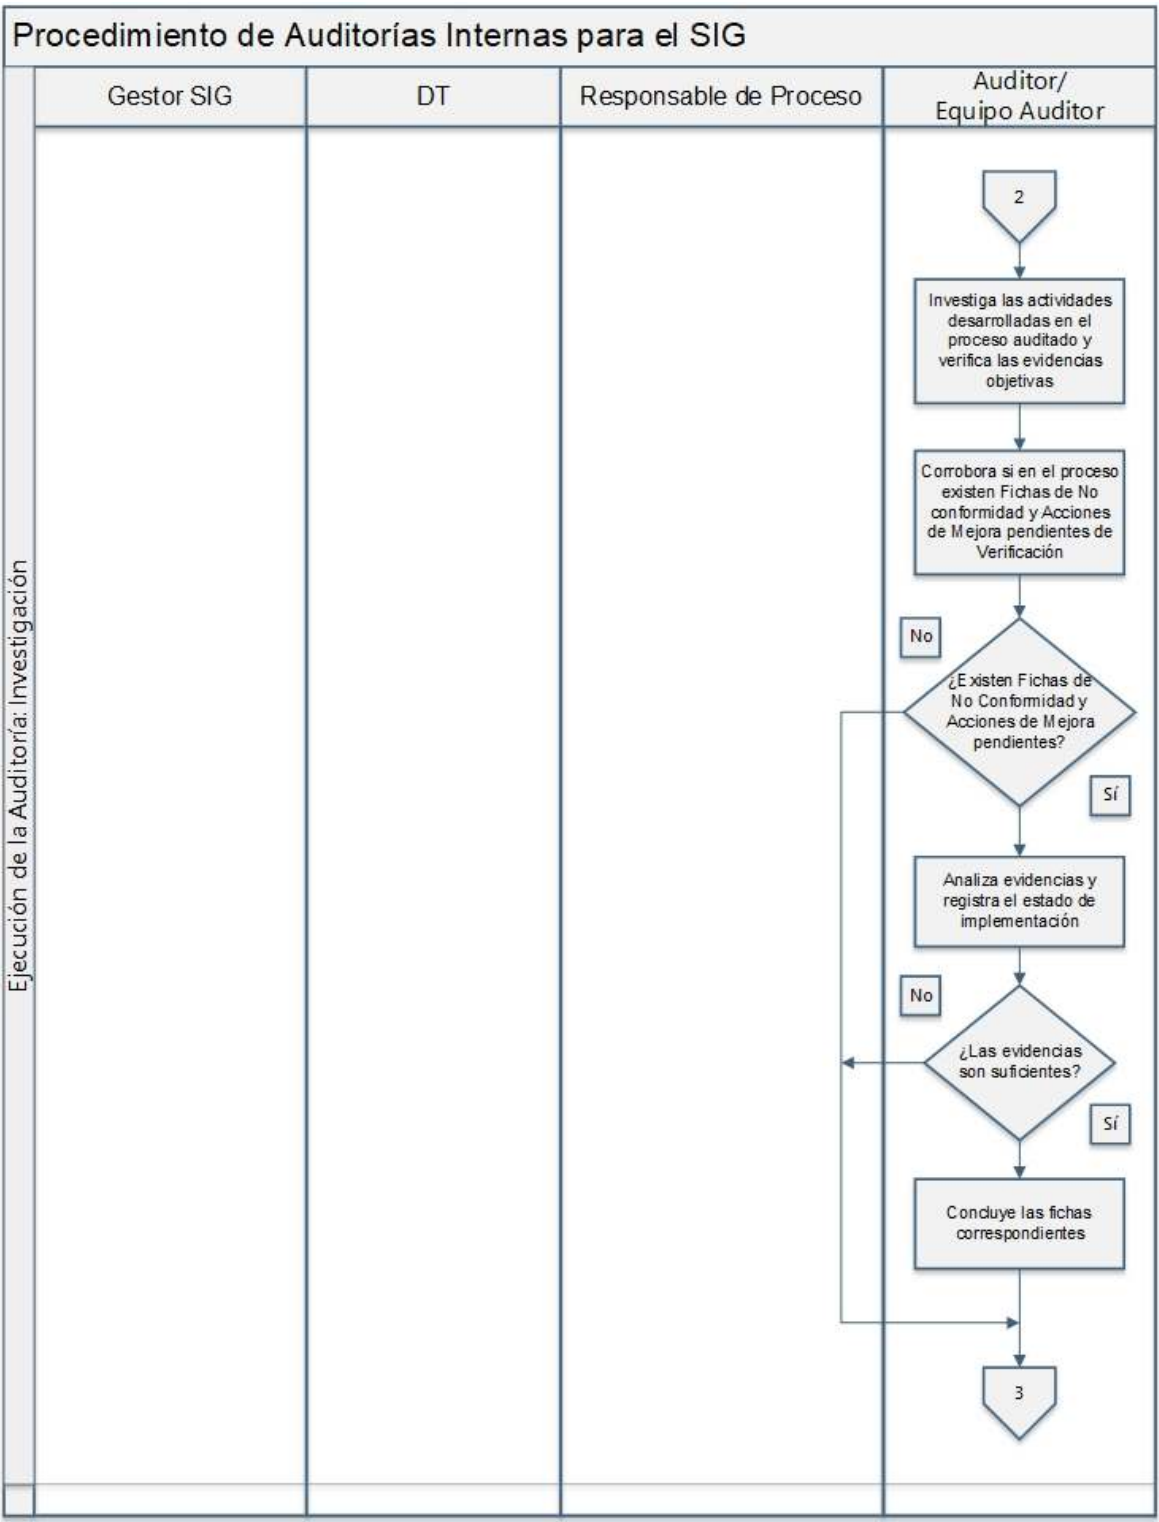 Procedimiento de Auditorías Internas para el SIG
Gestor SIG
DT
Responsable de Proceso
Auditor/
Equipo Auditor
Ejecución de la Auditoría: Investigación
2
Investiga las actividades
desarrolladas en el
proceso auditado y
verifica las evidencias
objetivas
Corrobora si en el proceso
existen Fichas de No
conformidad y Acciones
de Mejora pendientes de
Verificación
No
¿Existen Fichas de
No Conformidad y
Acciones de Mejora
pendientes?
Sí
Analiza evidencias y
registra el estado de
implementación
No
¿Las evidencias
son suficientes?
Sí
Concluye las fichas
correspondientes
3